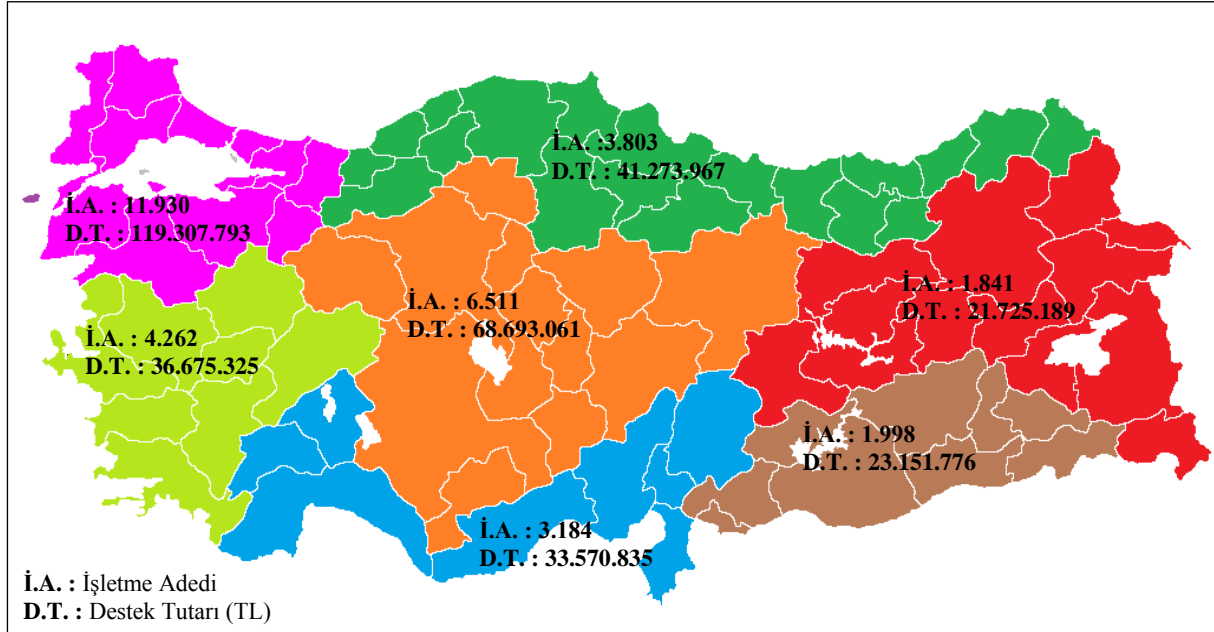 İ.A. :3.803
D.T. : 41.273.967
İ.A. : 11.930
D.T. : 119.307.793
İ.A. : 1.841
D.T. : 21.725.189
İ.A. : 6.511
D.T. : 68.693.061
İ.A. : 4.262
D.T. : 36.675.325
İ.A. : 1.998
D.T. : 23.151.776
İ.A. : 3.184
D.T. : 33.570.835
İ.A. : İşletme Adedi
D.T. : Destek Tutarı (TL)